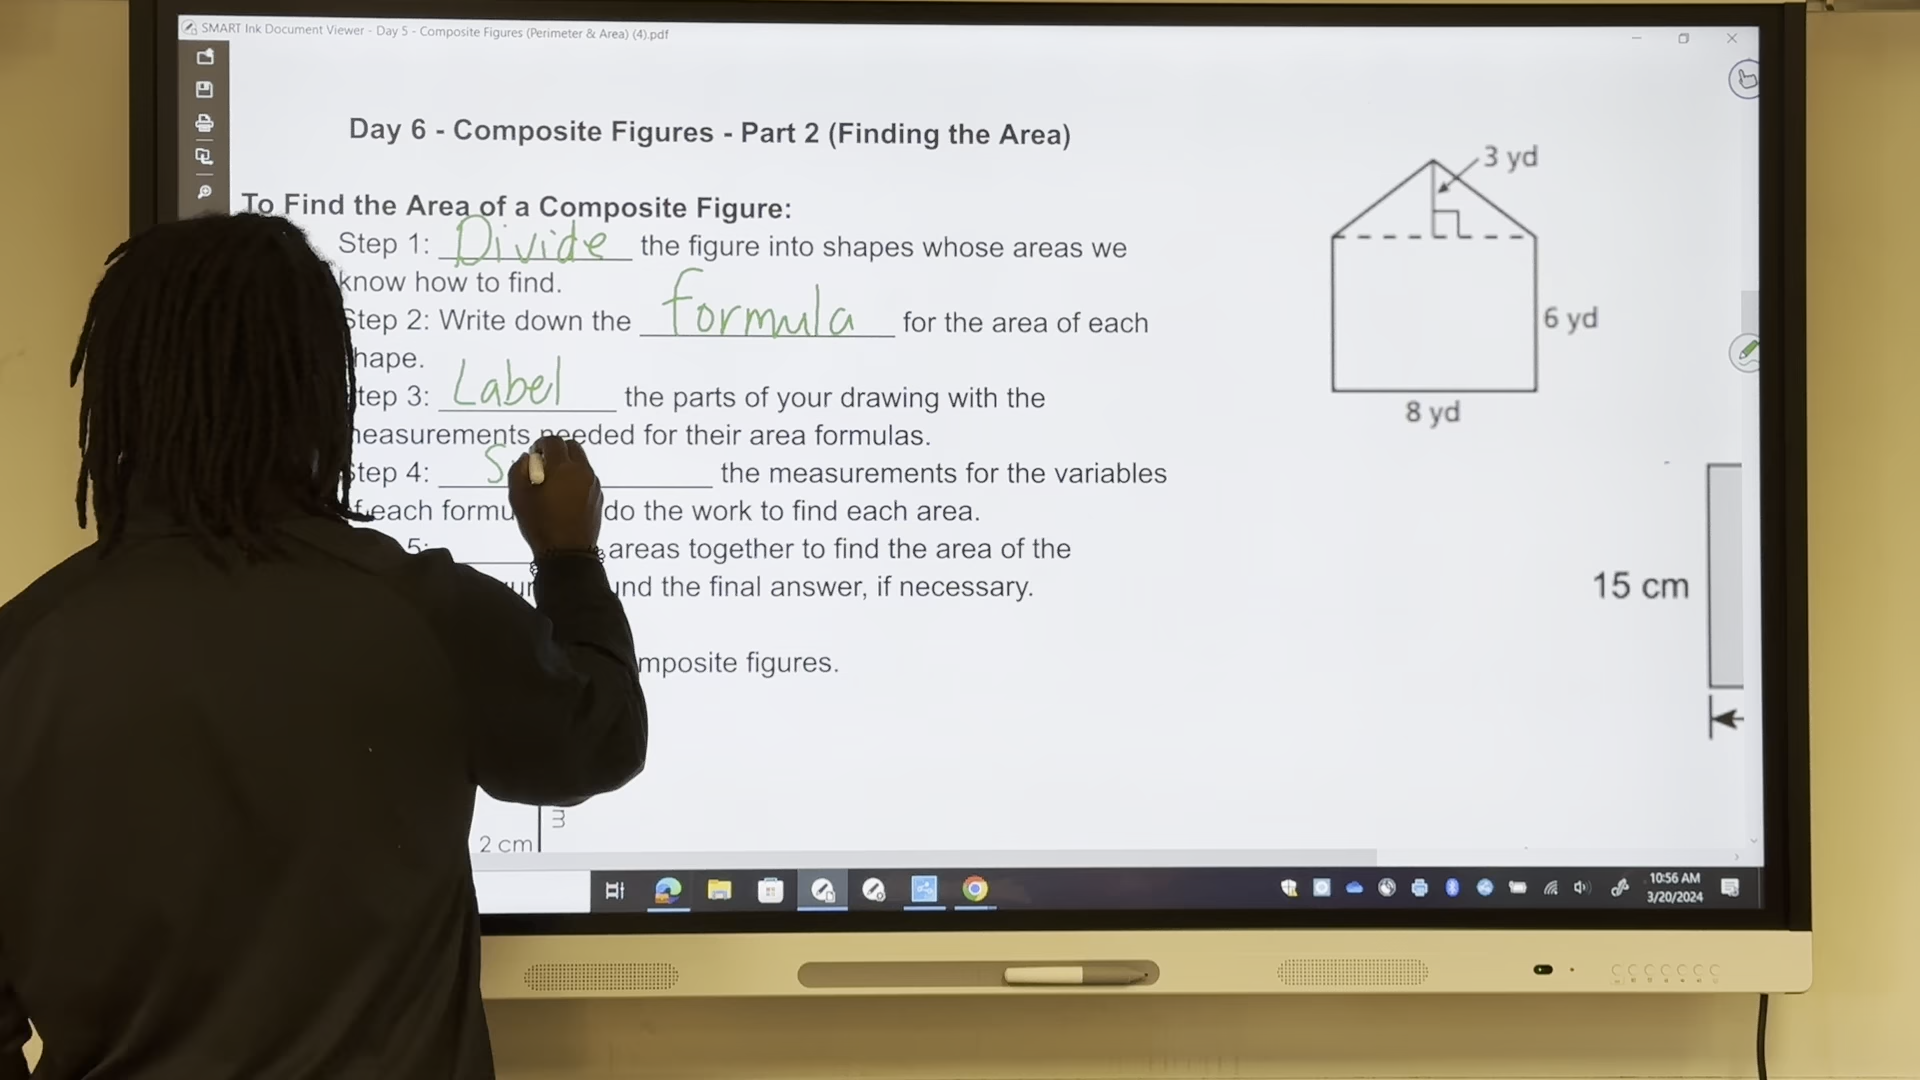 SMART Ink Document Viewer - Day 5 - Composite Figures (Perimeter & Area) (4).pdf
Day 6 - Composite Figures - Part 2 (Finding the Area)
To Find the Area of a Composite Figure:
Step 1: Divide the figure into shapes whose areas we
know how to find.
Step 2: Write down the formula for the area of each
hape.
tep 3: Label the parts of your drawing with the
easurements needed for their area formulas.
tep 4: S the measurements for the variables
f each formu do the work to find each area.
5: areas together to find the area of the
und the final answer, if necessary.
mposite figures.
3 yd
6 yd
8 yd
15 cm
2 cm
10:56 AM
3/20/2024